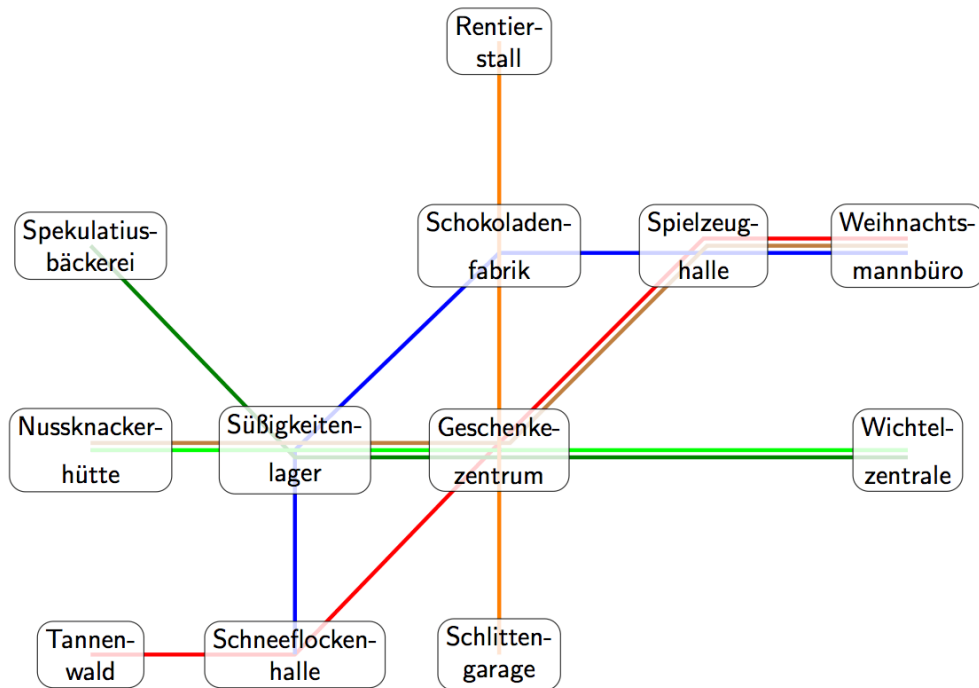 Rentier-
stall
Spekulatius-
bäckerei
Schokoladen-
fabrik
Spielzeug-
halle
Weihnachts-
mannbüro
Nussknacker-
hütte
Süßigkeiten-
lager
Geschenke-
zentrum
Wichtel-
zentrale
Tannen-
wald
Schneeflocken-
halle
Schlitten-
garage